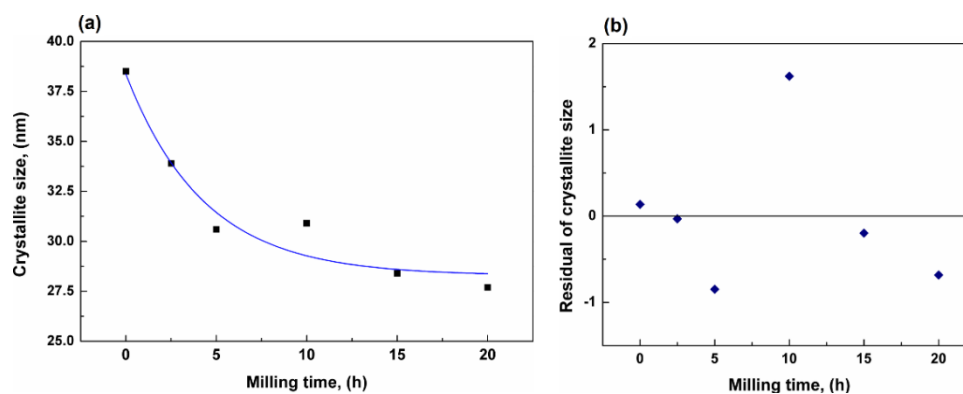 (a)
40.0
37.5
35.0
32.5
30.0
27.5
25.0
Crystallite size, (nm)
0 5 10 15 20
Milling time, (h)
(b)
2
1
0
-1
Residual of crystallite size
0 5 10 15 20
Milling time, (h)